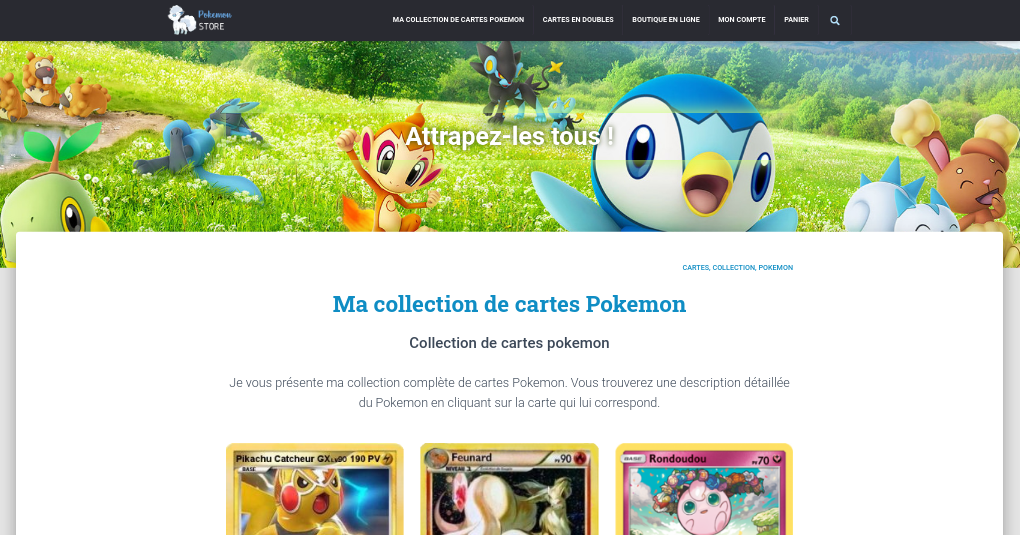 Pokemon
STORE
MA COLLECTION DE CARTES POKEMON
CARTES EN DOUBLES
BOUTIQUE EN LIGNE
MON COMPTE
PANIER
Attrapez-les tous !
CARTES, COLLECTION, POKEMON
Ma collection de cartes Pokemon
Collection de cartes pokemon
Je vous présente ma collection complète de cartes Pokemon. Vous trouverez une description détaillée
du Pokemon en cliquant sur la carte qui lui correspond.
Pikachu Catcheur GX LV90 190 PV
BASE
Feunard PV90
NIVEAU 2
BASE Rondoudou PV 70